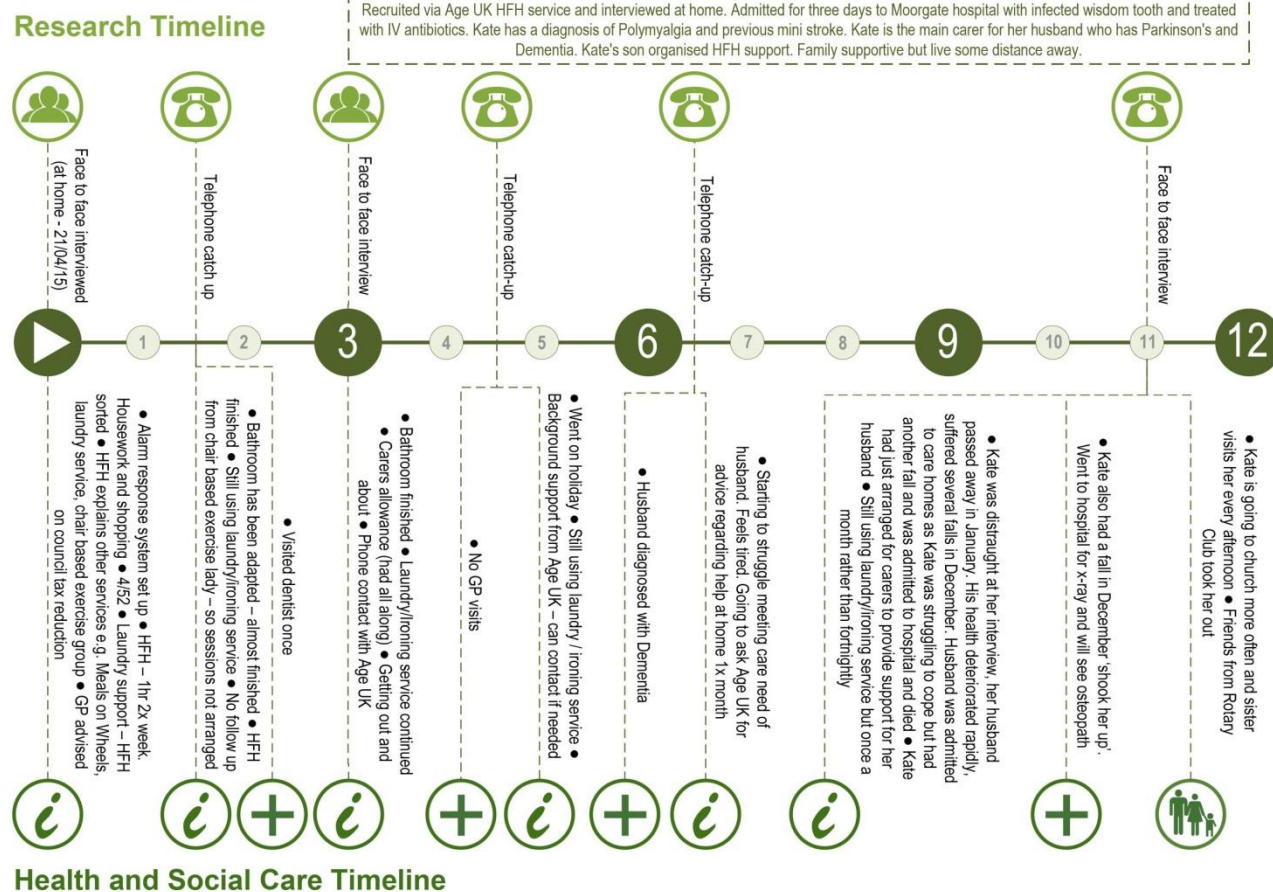 Recruited via Age UK HFH service and interviewed at home. Admitted for three days to Moorgate hospital with infected wisdom tooth and treated
with IV antibiotics. Kate has a diagnosis of Polymyalgia and previous mini stroke. Kate is the main carer for her husband who has Parkinson's and
Dementia. Kate's son organised HFH support. Family supportive but live some distance away.
Research Timeline
Face to face interviewed
(at home - 21/04/15)
Telephone catch up
Face to face interview
Telephone catch-up
Telephone catch-up
Face to face interview
1
2
3
4
5
6
7
8
9
10
11
12
● Alarm response system set up ● HFH – 1hr 2x week.
Housework and shopping ● 4/52 ● Laundry support – HFH
sorted ● HFH explains other services e.g. Meals on Wheels,
laundry service, chair based exercise group ● GP advised
on council tax reduction
● Bathroom has been adapted – almost finished ● HFH
finished ● Still using laundry/ironing service ● No follow up
from chair based exercise lady – so sessions not arranged
● Visited dentist once
● Bathroom finished ● Laundry/Ironing service continued
● Carers allowance (had all along) ● Getting out and
about ● Phone contact with Age UK
● No GP visits
● Went on holiday ● Still using laundry / ironing service ●
Background support from Age UK – can contact if needed
● Husband diagnosed with Dementia
● Starting to struggle meeting care need of
husband. Feels tired. Going to ask Age UK for
advice regarding help at home 1x month
● Kate was distraught at her interview, her husband
passed away in January. His health deteriorated rapidly,
suffered several falls in December. Husband was admitted
to care homes as Kate was struggling to cope but had
another fall and was admitted to hospital and died ● Kate
had just arranged for carers to provide support for her
husband ● Still using laundry/ironing service but once a
month rather than fortnightly
● Kate also had a fall in December 'shook her up'.
Went to hospital for x-ray and will see osteopath
● Kate is going to church more often and sister
visits her every afternoon ● Friends from Rotary
Club took her out
i
i
i
i
i
i
Health and Social Care Timeline